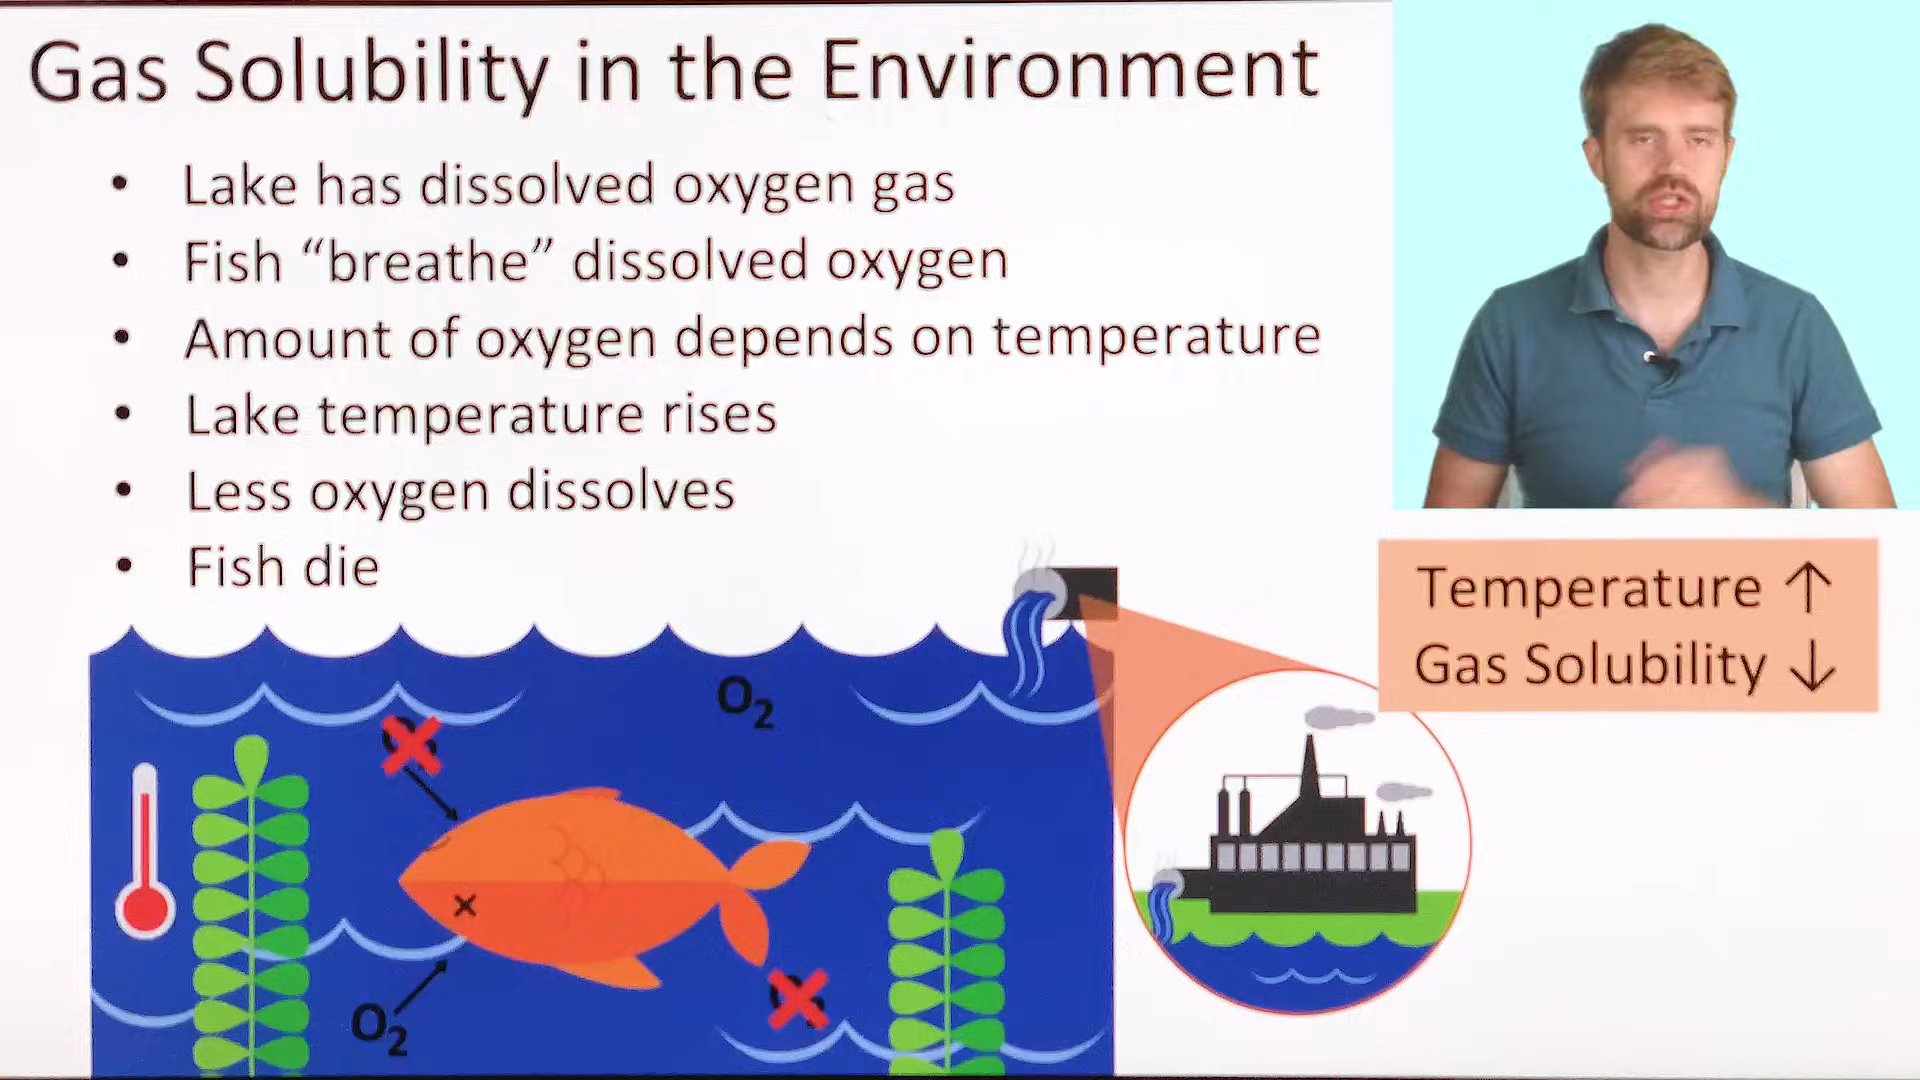 Gas Solubility in the Environment
• Lake has dissolved oxygen gas
• Fish “breathe” dissolved oxygen
• Amount of oxygen depends on temperature
• Lake temperature rises
• Less oxygen dissolves
• Fish die
Temperature ↑
Gas Solubility ↓
O₂
O₂